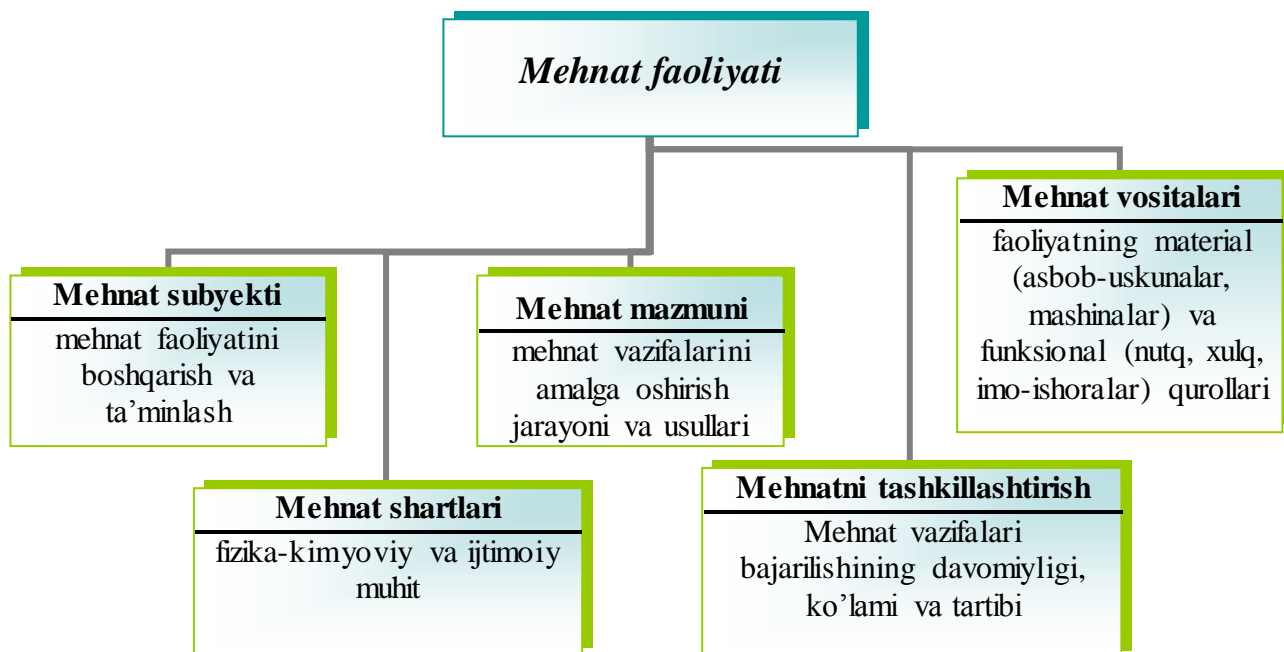 Mehnat faoliyati
Mehnat subyekti
mehnat faoliyatini
boshqarish va
ta’minlash
Mehnat mazmuni
mehnat vazifalarini
amalga oshirish
jarayoni va usullari
Mehnat vositalari
faoliyatning material
(asbob-uskunalar,
mashinalar) va
funksional (nutq, xulq,
imo-ishoralar) qurollari
Mehnat shartlari
fizika-kimyoviy va ijtimoiy
muhit
Mehnatni tashkillashtirish
Mehnat vazifalari
bajarilishining davomiyligi,
ko’lami va tartibi